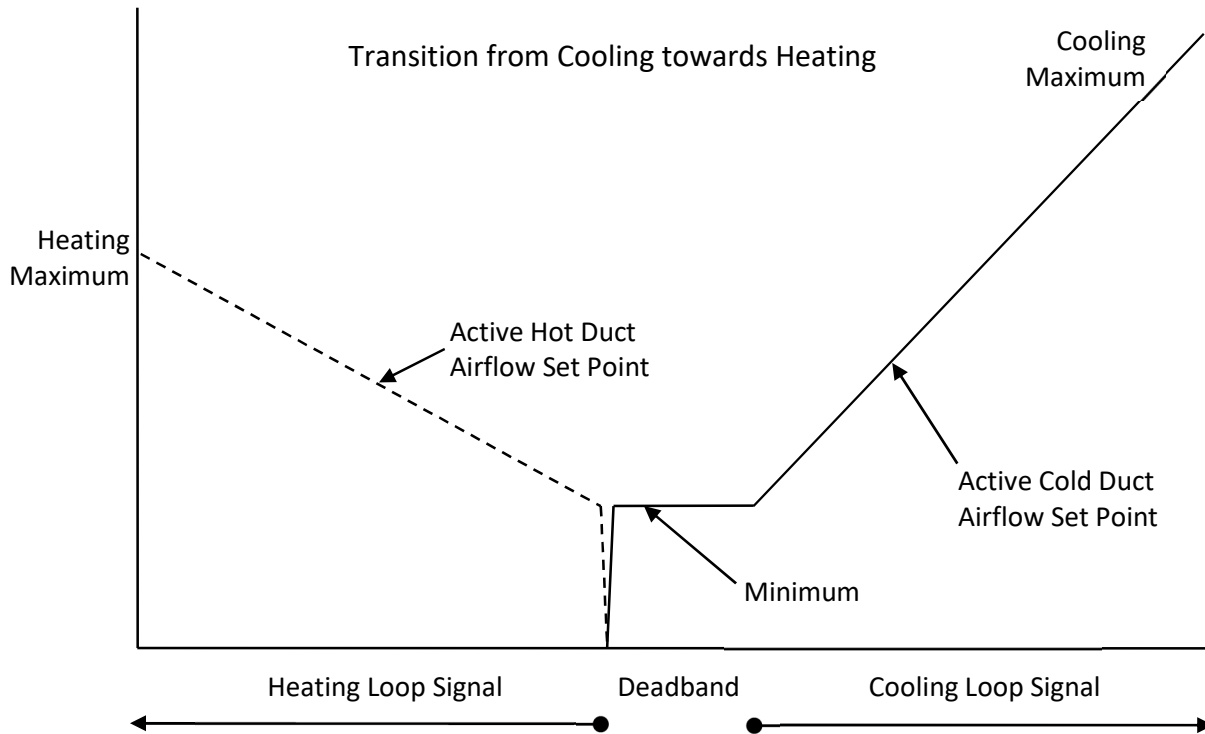 Transition from Cooling towards Heating
Cooling
Maximum
Heating
Maximum
Active Hot Duct
Airflow Set Point
Active Cold Duct
Airflow Set Point
Minimum
Heating Loop Signal
Deadband
Cooling Loop Signal